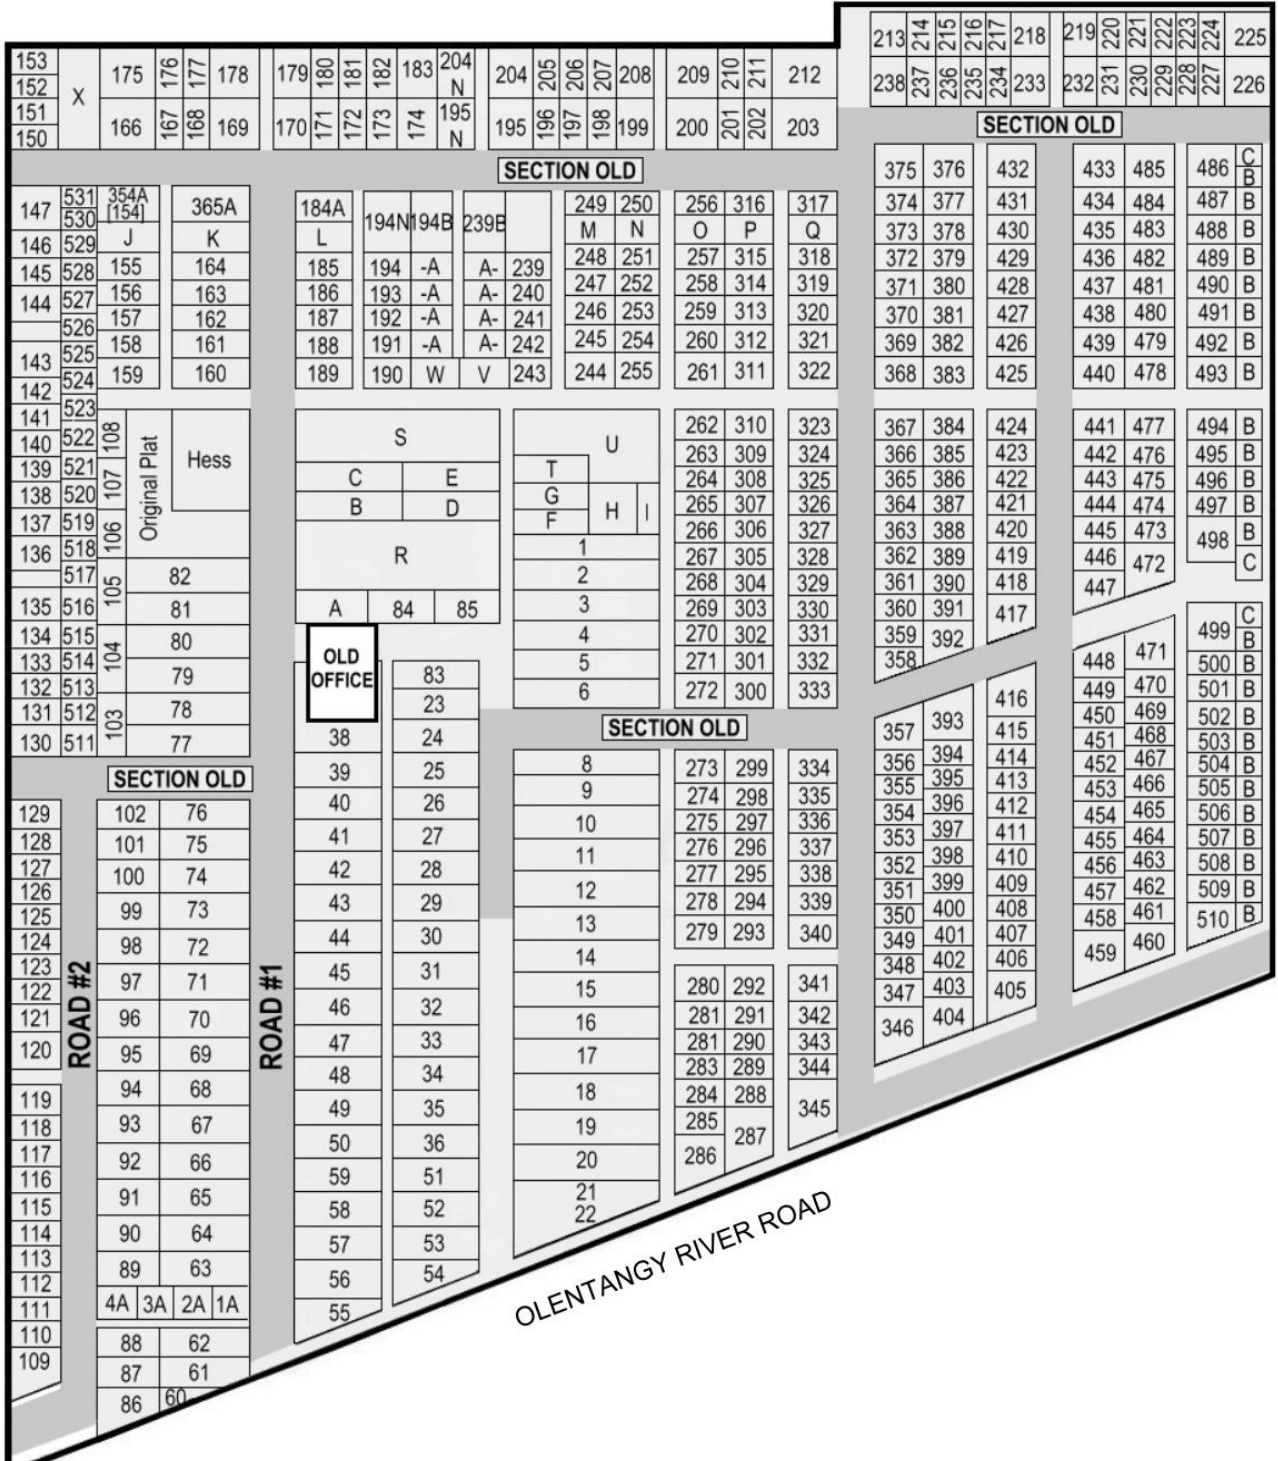 213 214 215 216 217 218 219 220 221 222 223 224 225
238 237 236 235 234 233 232 231 230 229 228 227 226
153 175 176 177 178 179 180 181 182 183 204 N 204 205 206 207 208 209 210 211 212
152
X
151 166 167 168 169 170 171 172 173 174 195 N 195 196 197 198 199 200 201 202 203
150
SECTION OLD
SECTION OLD
147 531 354A [154] 365A 184A 194N 194B 239B 249 250 256 316 317
530
146 529 J K L M N O P Q
145 528 155 164 185 194 -A A- 239 248 251 257 315 318
144 527 156 163 186 193 -A A- 240 247 252 258 314 319
526 157 162 187 192 -A A- 241 246 253 259 313 320
143 525 158 161 188 191 -A A- 242 245 254 260 312 321
142 524 159 160 189 190 W V 243 244 255 261 311 322
375 376 432 433 485 486 C
B
374 377 431 434 484 487 B
373 378 430 435 483 488 B
372 379 429 436 482 489 B
371 380 428 437 481 490 B
370 381 427 438 480 491 B
369 382 426 439 479 492 B
368 383 425 440 478 493 B
141 523
140 522 108
139 521 107
138 520
137 519 106
136 518
517 105
135 516
134 515 104
133 514
132 513
131 512 103
130 511
Original Plat
Hess
82
81
80
79
78
77
S
C E
B D
R
A 84 85
OLD
OFFICE
U
T
G H I
F
1
2
3
4
5
6
262 310 323
263 309 324
264 308 325
265 307 326
266 306 327
267 305 328
268 304 329
269 303 330
270 302 331
271 301 332
272 300 333
367 384 424 441 477 494 B
366 385 423 442 476 495 B
365 386 422 443 475 496 B
364 387 421 444 474 497 B
363 388 420 445 473 498 B
362 389 419 446 472 C
361 390 418 447
360 391 417
359 392
358
499 C
B
448 471 500 B
449 470 501 B
450 469 502 B
451 468 503 B
452 467 504 B
453 466 505 B
454 465 506 B
455 464 507 B
456 463 508 B
457 462 509 B
458 461 510 B
459 460
357 393 416
356 394 415
355 395 414
354 396 413
353 397 412
352 398 411
351 399 410
350 400 409
349 401 408
348 402 407
347 403 406
346 404 405
SECTION OLD
SECTION OLD
83
23
38 24
39 25
40 26
41 27
42 28
43 29
44 30
45 31
46 32
47 33
48 34
49 35
50 36
59 51
58 52
57 53
56 54
55
8
9
10
11
12
13
14
15
16
17
18
19
20
21
22
273 299 334
274 298 335
275 297 336
276 296 337
277 295 338
278 294 339
279 293 340
280 292 341
281 291 342
281 290 343
283 289 344
284 288 345
285 287
286
129 102 76
128 101 75
127 100 74
126 99 73
125 98 72
124 97 71
123 96 70
122 95 69
121 94 68
120 93 67
119 92 66
118 91 65
117 90 64
116 89 63
115 4A 3A 2A 1A
114 88 62
113 87 61
112 86 60
111
110
109
ROAD #2
ROAD #1
OLENTANGY RIVER ROAD